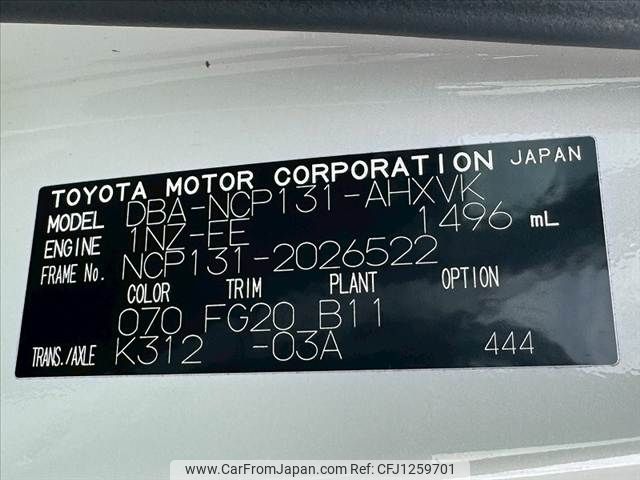 TOYOTA MOTOR CORPORATION JAPAN
MODEL DBA-NCP131-AHXVK
ENGINE 1NZ-FE 1496 mL
FRAME No. NCP131-2026522
COLOR TRIM PLANT OPTION
070 FG20 B11
TRANS./AXLE K312 -03A 444
www.CarFromJapan.com - CFJ1259701